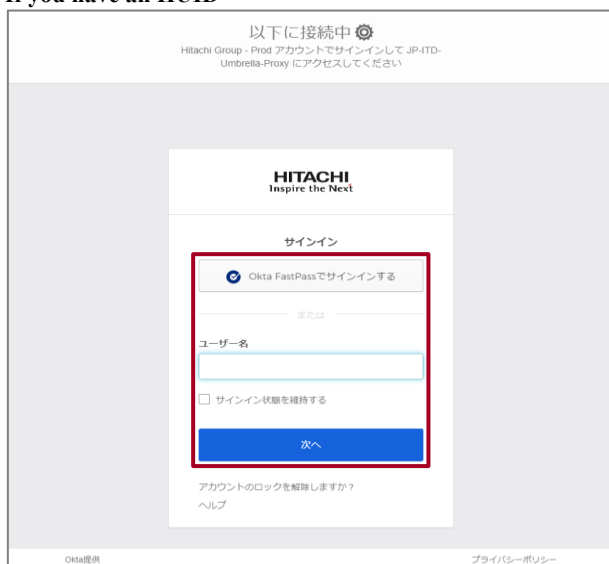 If you have an HCID
以下に接続中
Hitachi Group - Prod アカウントでサインインして JP-ITD-
Umbrella-Proxy にアクセスしてください
HITACHI
Inspire the Next
サインイン
Okta FastPassでサインインする
または
ユーザー名
サインイン状態を維持する
次へ
アカウントのロックを解除しますか？
ヘルプ
Okta提供
プライバシーポリシー